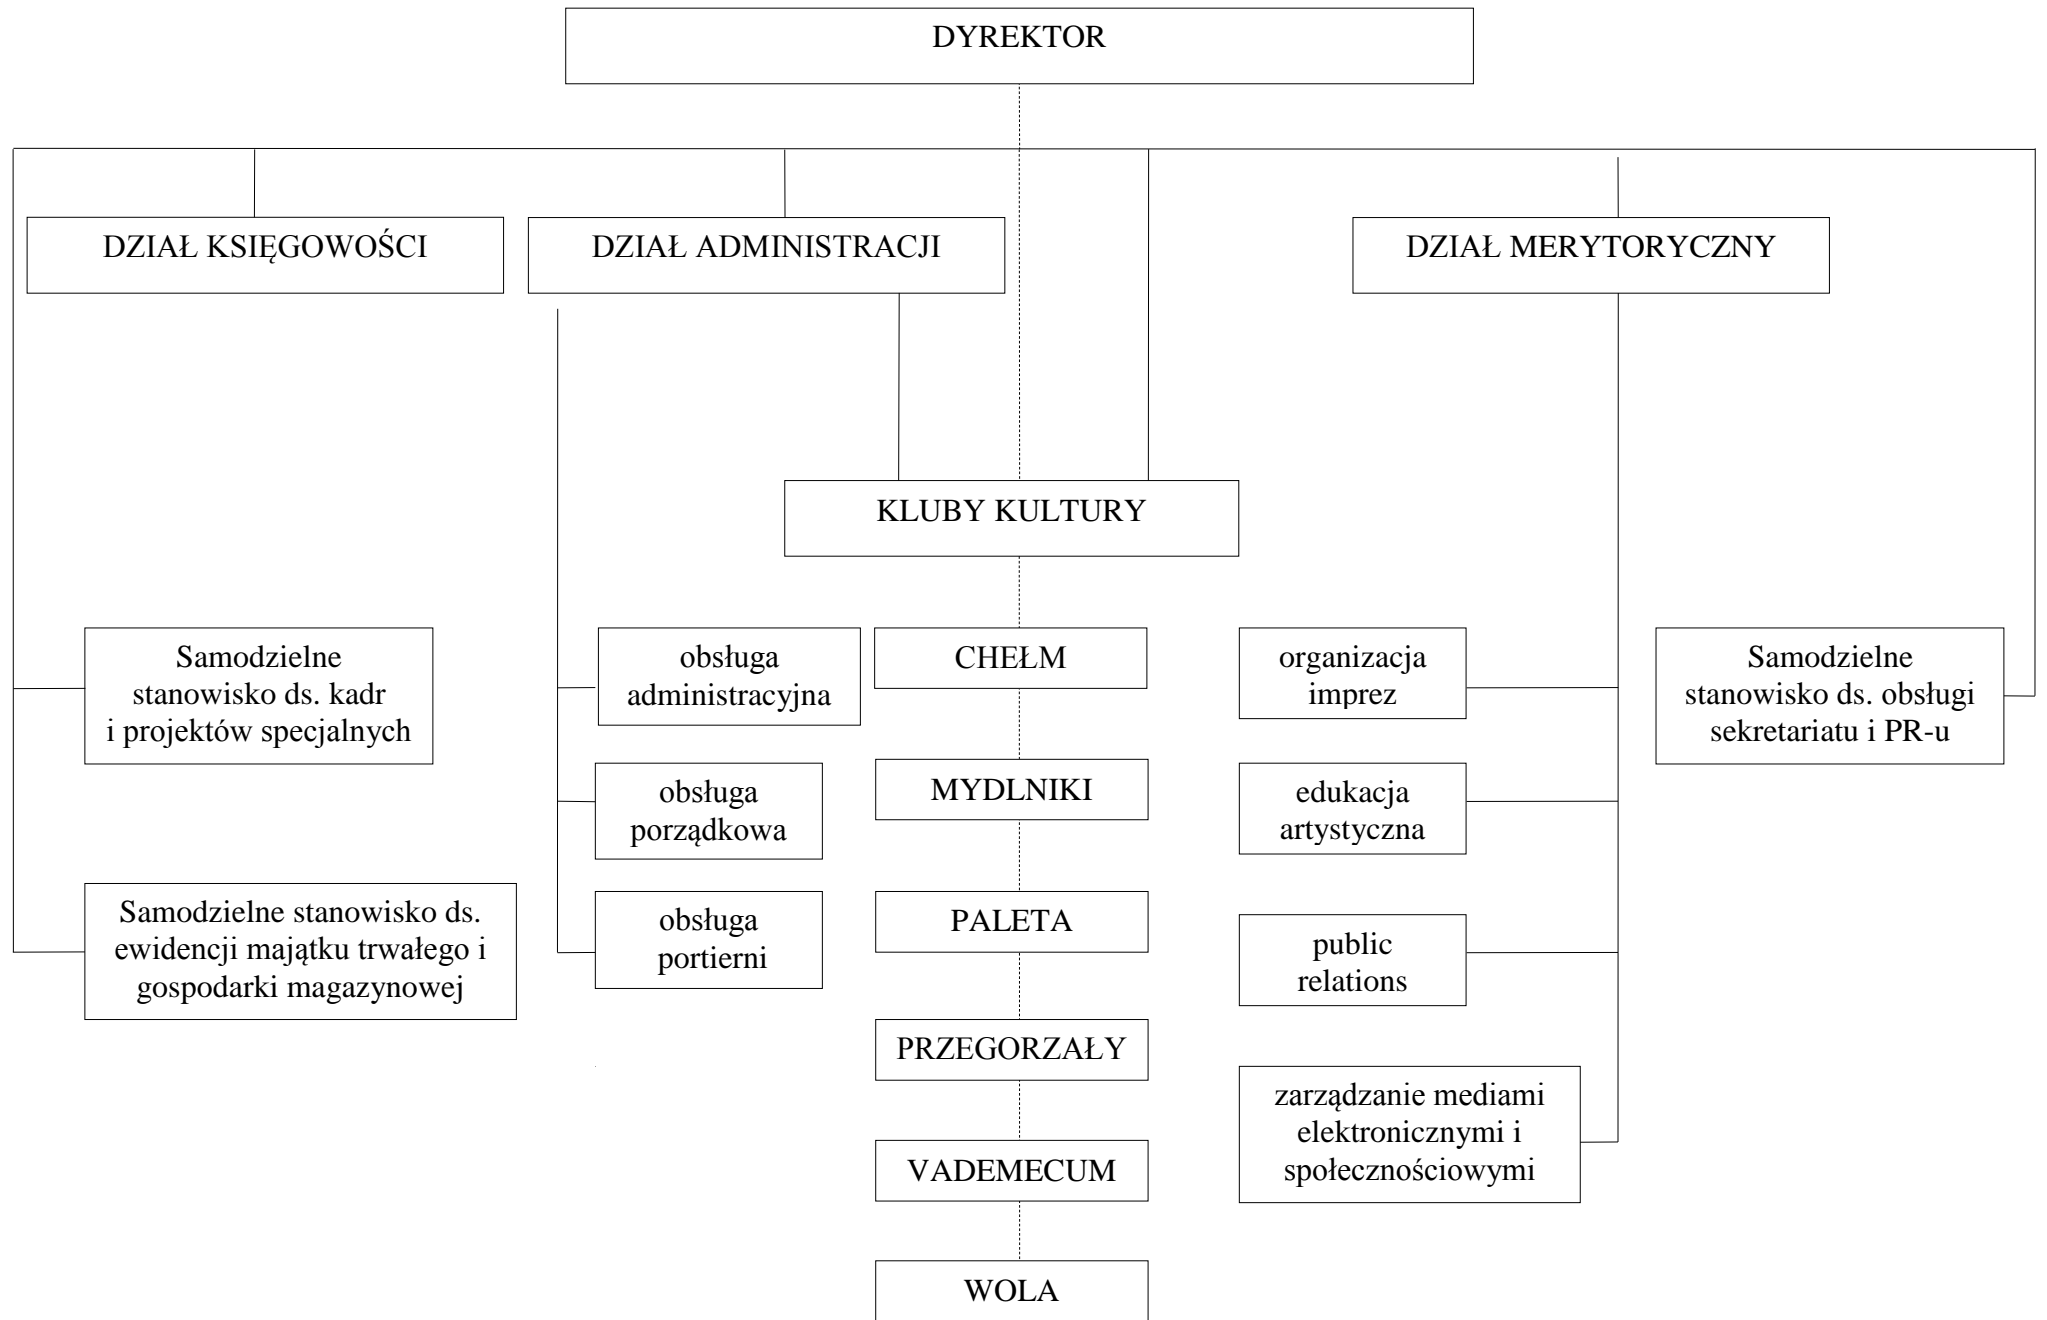 DYREKTOR
DZIAŁ KSIĘGOWOŚCI
DZIAŁ ADMINISTRACJI
DZIAŁ MERYTORYCZNY
KLUBY KULTURY
Samodzielne
stanowisko ds. kadr
i projektów specjalnych
obsługa
administracyjna
CHEŁM
organizacja
imprez
Samodzielne
stanowisko ds. obsługi
sekretariatu i PR-u
obsługa
porządkowa
MYDLNIKI
edukacja
artystyczna
Samodzielne stanowisko ds.
ewidencji majątku trwałego i
gospodarki magazynowej
obsługa
portierni
PALETA
public
relations
PRZEGORZAŁY
zarządzanie mediami
elektronicznymi i
społecznościowymi
VADEMECUM
WOLA